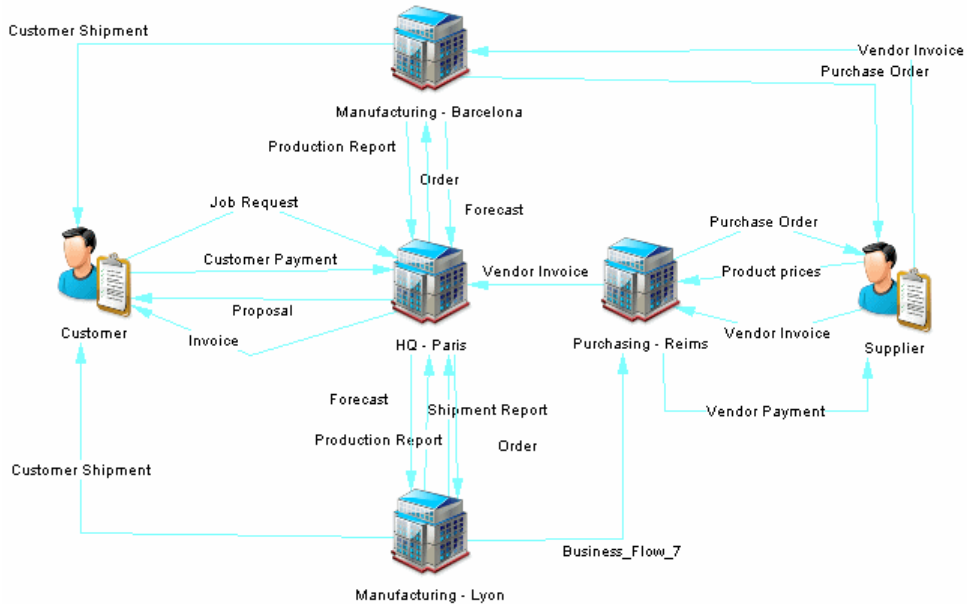 Customer Shipment
Vendor Invoice
Purchase Order
Manufacturing - Barcelona
Production Report
Order
Forecast
Job Request
Purchase Order
Customer Payment
Vendor Invoice
Product prices
Proposal
Vendor Invoice
Customer
Invoice
HQ - Paris
Purchasing - Reims
Supplier
Forecast
Shipment Report
Vendor Payment
Production Report
Order
Customer Shipment
Business_Flow_7
Manufacturing - Lyon